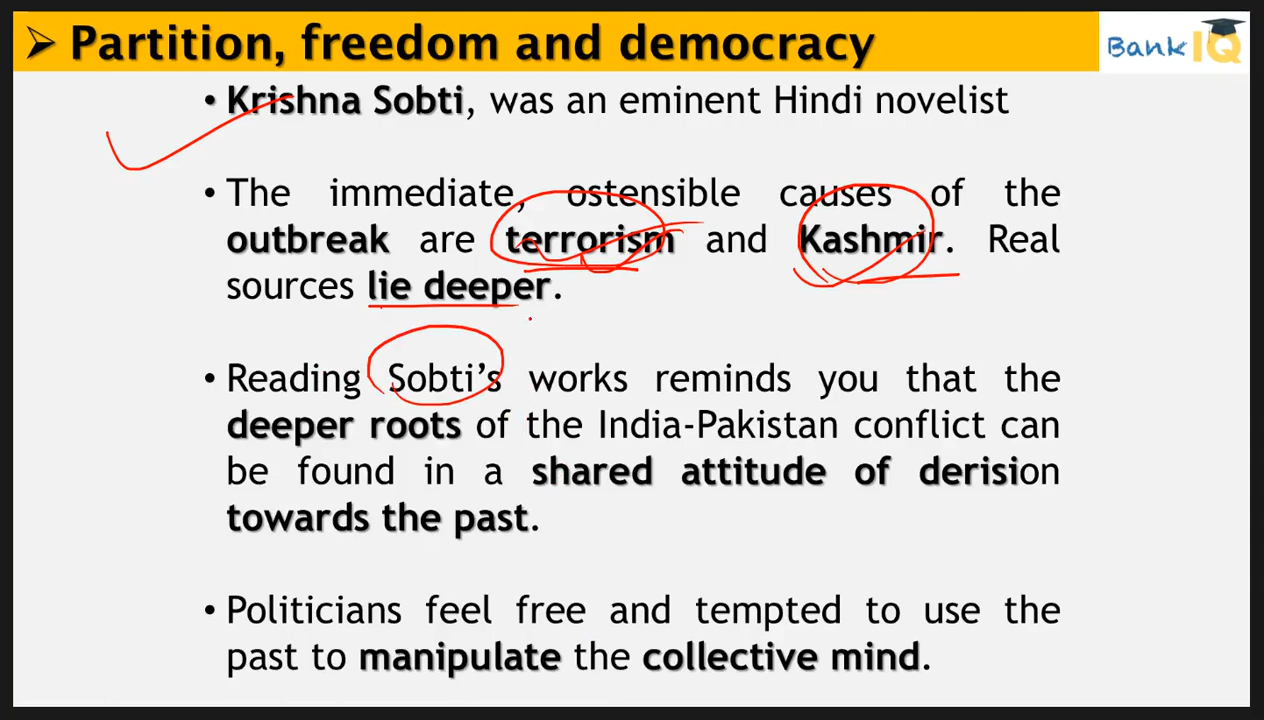 ➢ Partition, freedom and democracy
Bank IQ
• Krishna Sobti, was an eminent Hindi novelist
• The immediate, ostensible causes of the
outbreak are terrorism and Kashmir. Real
sources lie deeper.
• Reading Sobti's works reminds you that the
deeper roots of the India-Pakistan conflict can
be found in a shared attitude of derision
towards the past.
• Politicians feel free and tempted to use the
past to manipulate the collective mind.